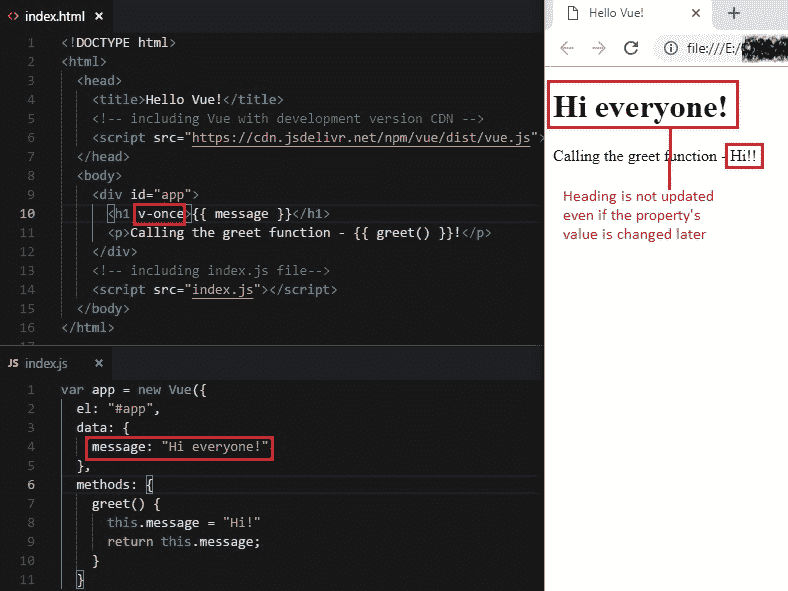 index.html ×
1 <!DOCTYPE html>
2 <html>
3 <head>
4 <title>Hello Vue!</title>
5 <!-- including Vue with development version CDN -->
6 <script src="https://cdn.jsdelivr.net/npm/vue/dist/vue.js">
7 </head>
8 <body>
9 <div id="app">
10 <h1 v-once>{{ message }}</h1>
11 <p>Calling the greet function - {{ greet() }}!</p>
12 </div>
13 <!-- including index.js file-->
14 <script src="index.js"></script>
15 </body>
16 </html>
JS index.js ×
1 var app = new Vue({
2 el: "#app",
3 data: {
4 message: "Hi everyone!"
5 },
6 methods: {
7 greet() {
8 this.message = "Hi!"
9 return this.message;
10 }
11 }
Hello Vue! × +
file:///E:/
Hi everyone!
Calling the greet function - Hi!!
Heading is not updated
even if the property's
value is changed later